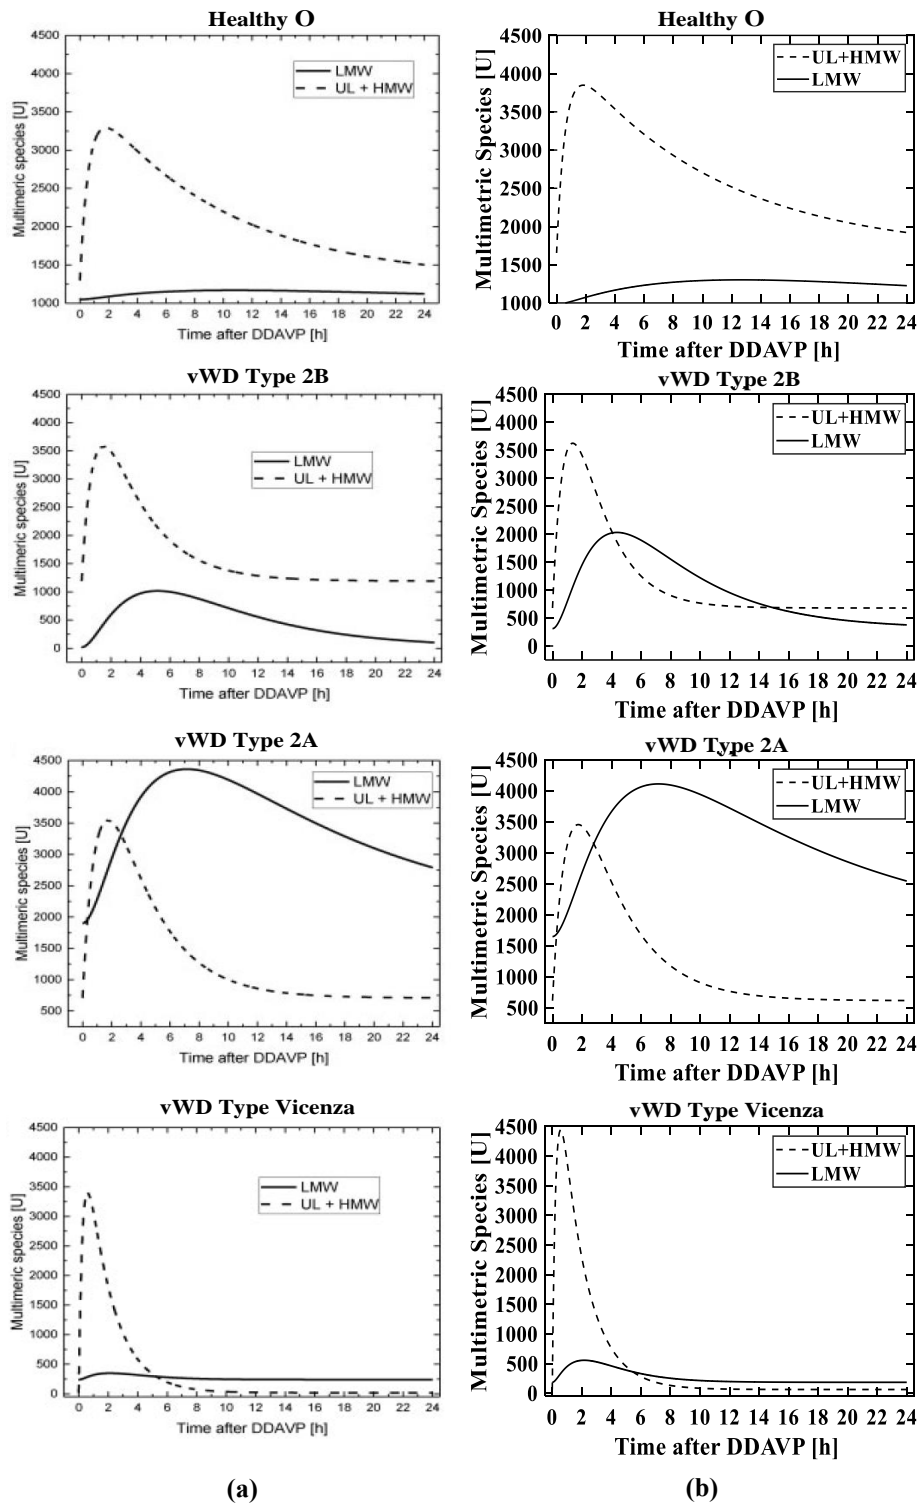 Healthy O
4500
4000
3500
3000
2500
2000
1500
1000
Multimeric species [U]
LMW
UL + HMW
0 2 4 6 8 10 12 14 16 18 20 22 24
Time after DDAVP [h]
Healthy O
4500
4000
3500
3000
2500
2000
1500
1000
Multimetric Species [U]
UL+HMW
LMW
0 2 4 6 8 10 12 14 16 18 20 22 24
Time after DDAVP [h]
vWD Type 2B
4500
4000
3500
3000
2500
2000
1500
1000
500
0
Multimeric species [U]
LMW
UL + HMW
0 2 4 6 8 10 12 14 16 18 20 22 24
Time after DDAVP [h]
vWD Type 2B
4500
4000
3500
3000
2500
2000
1500
1000
500
0
Multimetric Species [U]
UL+HMW
LMW
0 2 4 6 8 10 12 14 16 18 20 22 24
Time after DDAVP [h]
vWD Type 2A
4500
4000
3500
3000
2500
2000
1500
1000
500
Multimeric species [U]
LMW
UL + HMW
0 2 4 6 8 10 12 14 16 18 20 22 24
Time after DDAVP [h]
vWD Type 2A
4500
4000
3500
3000
2500
2000
1500
1000
500
Multimetric Species [U]
UL+HMW
LMW
0 2 4 6 8 10 12 14 16 18 20 22 24
Time after DDAVP [h]
vWD Type Vicenza
4500
4000
3500
3000
2500
2000
1500
1000
500
0
Multimeric species [U]
LMW
UL + HMW
0 2 4 6 8 10 12 14 16 18 20 22 24
Time after DDAVP [h]
vWD Type Vicenza
4500
4000
3500
3000
2500
2000
1500
1000
500
0
Multimetric Species [U]
UL+HMW
LMW
0 2 4 6 8 10 12 14 16 18 20 22 24
Time after DDAVP [h]
(a)
(b)